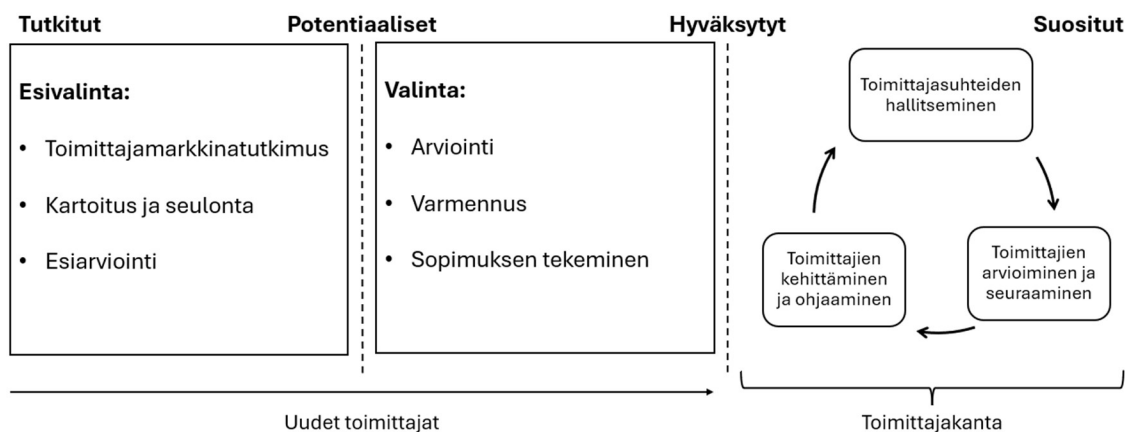 Tutkitut
Potentiaaliset
Hyväksytyt
Suositut
Esivalinta:
• Toimittajamarkkinatutkimus
• Kartoitus ja seulonta
• Esiarviointi
Valinta:
• Arviointi
• Varmennus
• Sopimuksen tekeminen
Toimittajasuhteiden
hallitseminen
Toimittajien
arvioiminen ja
seuraaminen
Toimittajien
kehittäminen
ja ohjaaminen
Uudet toimittajat
Toimittajakanta